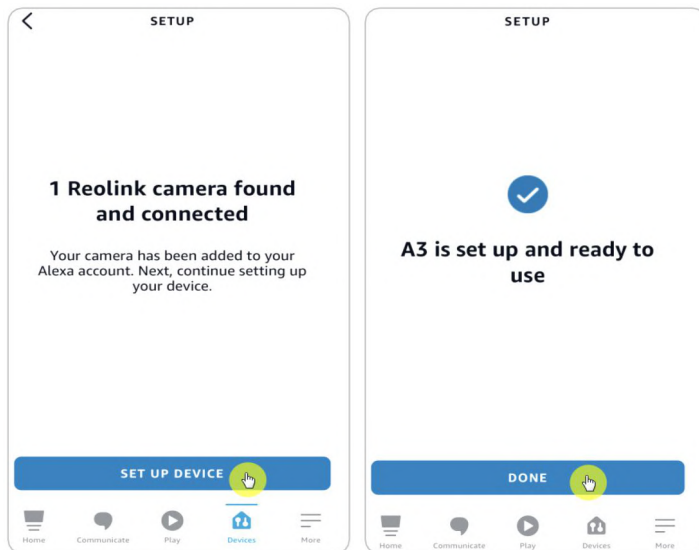 SETUP
1 Reolink camera found
and connected
Your camera has been added to your
Alexa account. Next, continue setting up
your device.
SET UP DEVICE
Home Communicate Play Devices More
SETUP
A3 is set up and ready to
use
DONE
Home Communicate Play Devices More